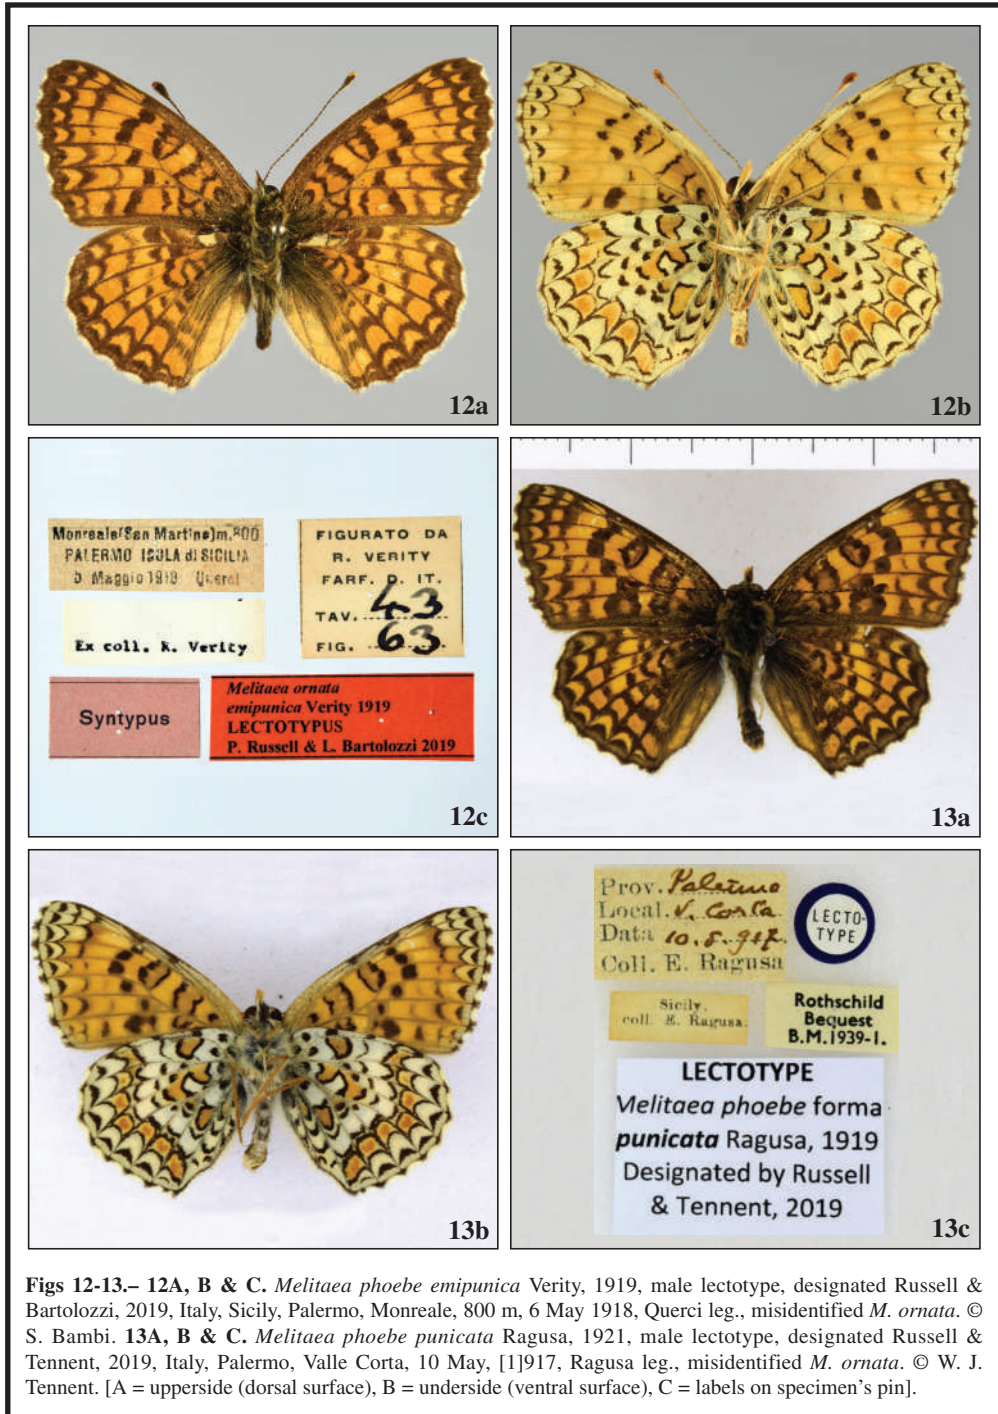 12a
12b
Monreale(San Martino)m.800
PALERMO ISOLA di SICILIA
Maggio 1919 Querci
Ex coll. R. Verity
FIGURATO DA
R. VERITY
FARF. D. IT.
TAV. 43
FIG. 63
Syntypus
Melitaea ornata
emipunica Verity 1919
LECTOTYPUS
P. Russell & L. Bartolozzi 2019
12c
13a
13b
Prov. Palermo
Local. V. Corta
Data 10.5.917.
Coll. E. Ragusa
LECTO-
TYPE
Sicily.
coll. E. Ragusa.
Rothschild
Bequest
B.M.1939-1.
LECTOTYPE
Melitaea phoebe forma
punicata Ragusa, 1919
Designated by Russell
& Tennent, 2019
13c
Figs 12-13.– 12A, B & C. Melitaea phoebe emipunica Verity, 1919, male lectotype, designated Russell &
Bartolozzi, 2019, Italy, Sicily, Palermo, Monreale, 800 m, 6 May 1918, Querci leg., misidentified M. ornata. ©
S. Bambi. 13A, B & C. Melitaea phoebe punicata Ragusa, 1921, male lectotype, designated Russell &
Tennent, 2019, Italy, Palermo, Valle Corta, 10 May, [1]917, Ragusa leg., misidentified M. ornata. © W. J.
Tennent. [A = upperside (dorsal surface), B = underside (ventral surface), C = labels on specimen's pin].